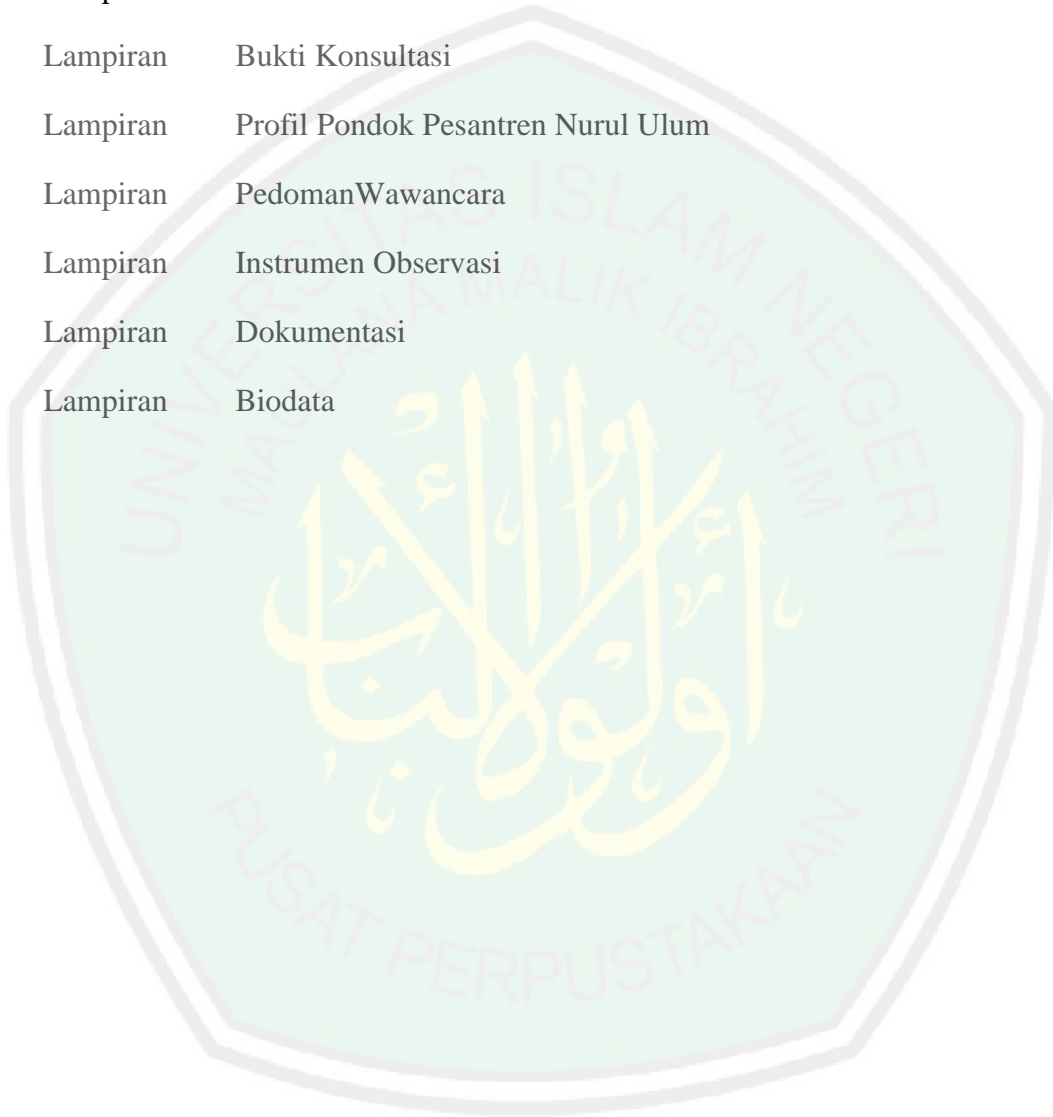 Lampiran Bukti Konsultasi
Lampiran Profil Pondok Pesantren Nurul Ulum
Lampiran PedomanWawancara
Lampiran Instrumen Observasi
Lampiran Dokumentasi
Lampiran Biodata
UNIVERSITAS ISLAM NEGERI
MAULANA MALIK IBRAHIM
أولو الألباب
PUSAT PERPUSTAKAAN